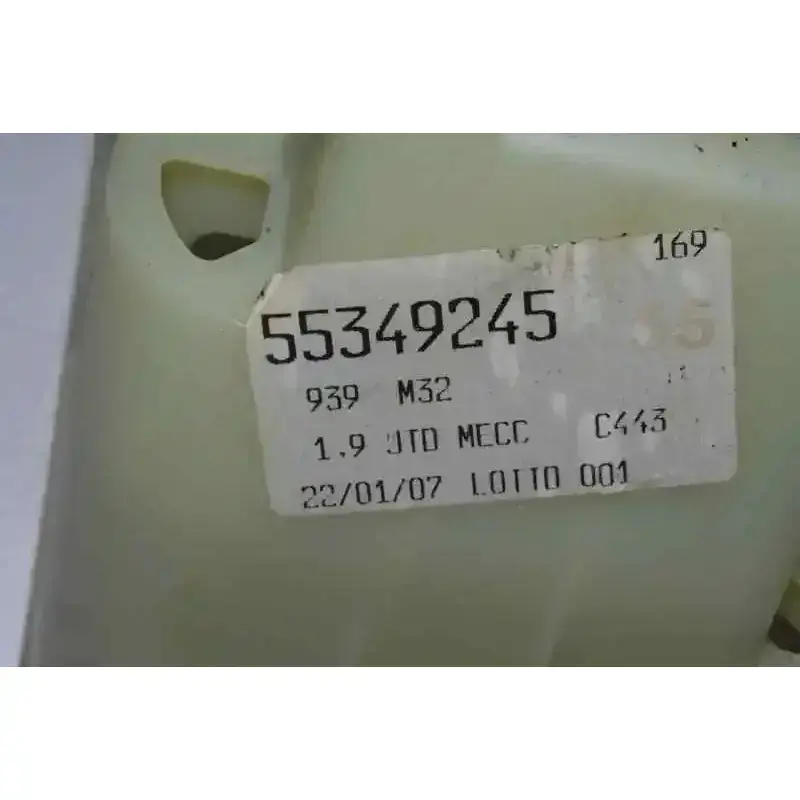 169
55349245
939 M32
1.9 JTD MECC C443
22/01/07 LOTTO 001